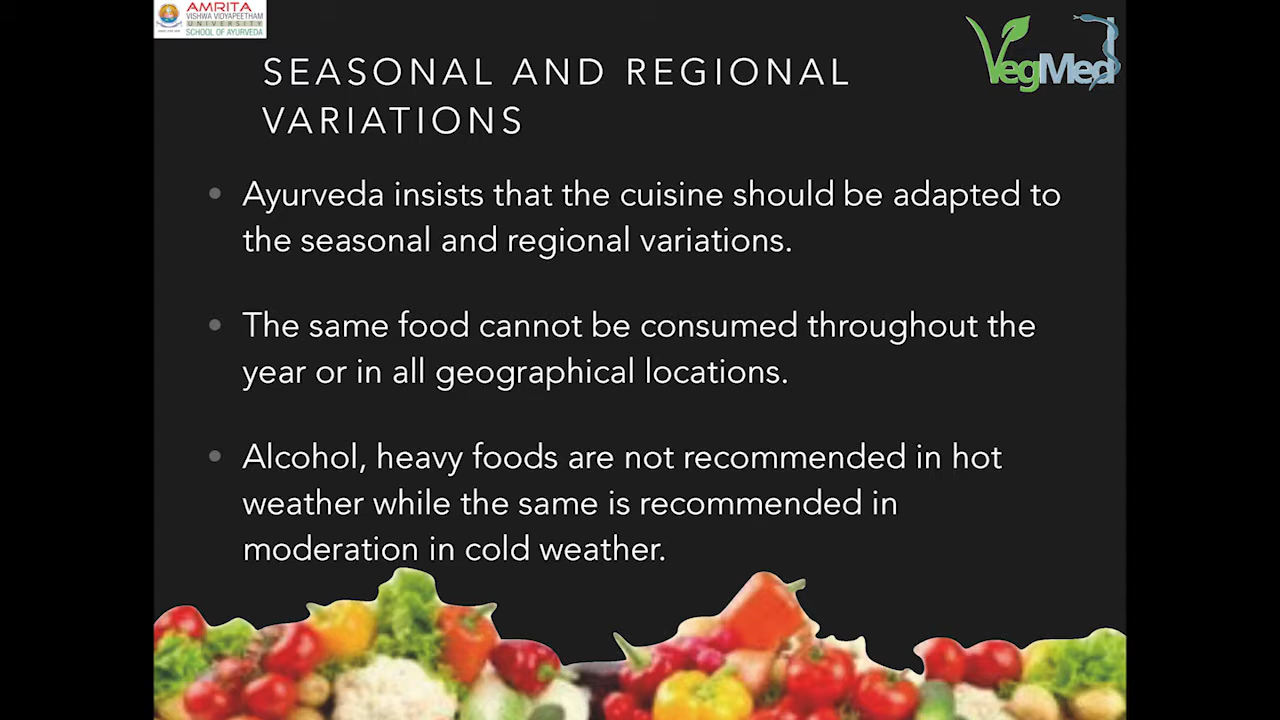 AMRITA
VISHWA VIDYAPEETHAM
UNIVERSITY
SCHOOL OF AYURVEDA
VegMed
SEASONAL AND REGIONAL
VARIATIONS
• Ayurveda insists that the cuisine should be adapted to
the seasonal and regional variations.
• The same food cannot be consumed throughout the
year or in all geographical locations.
• Alcohol, heavy foods are not recommended in hot
weather while the same is recommended in
moderation in cold weather.